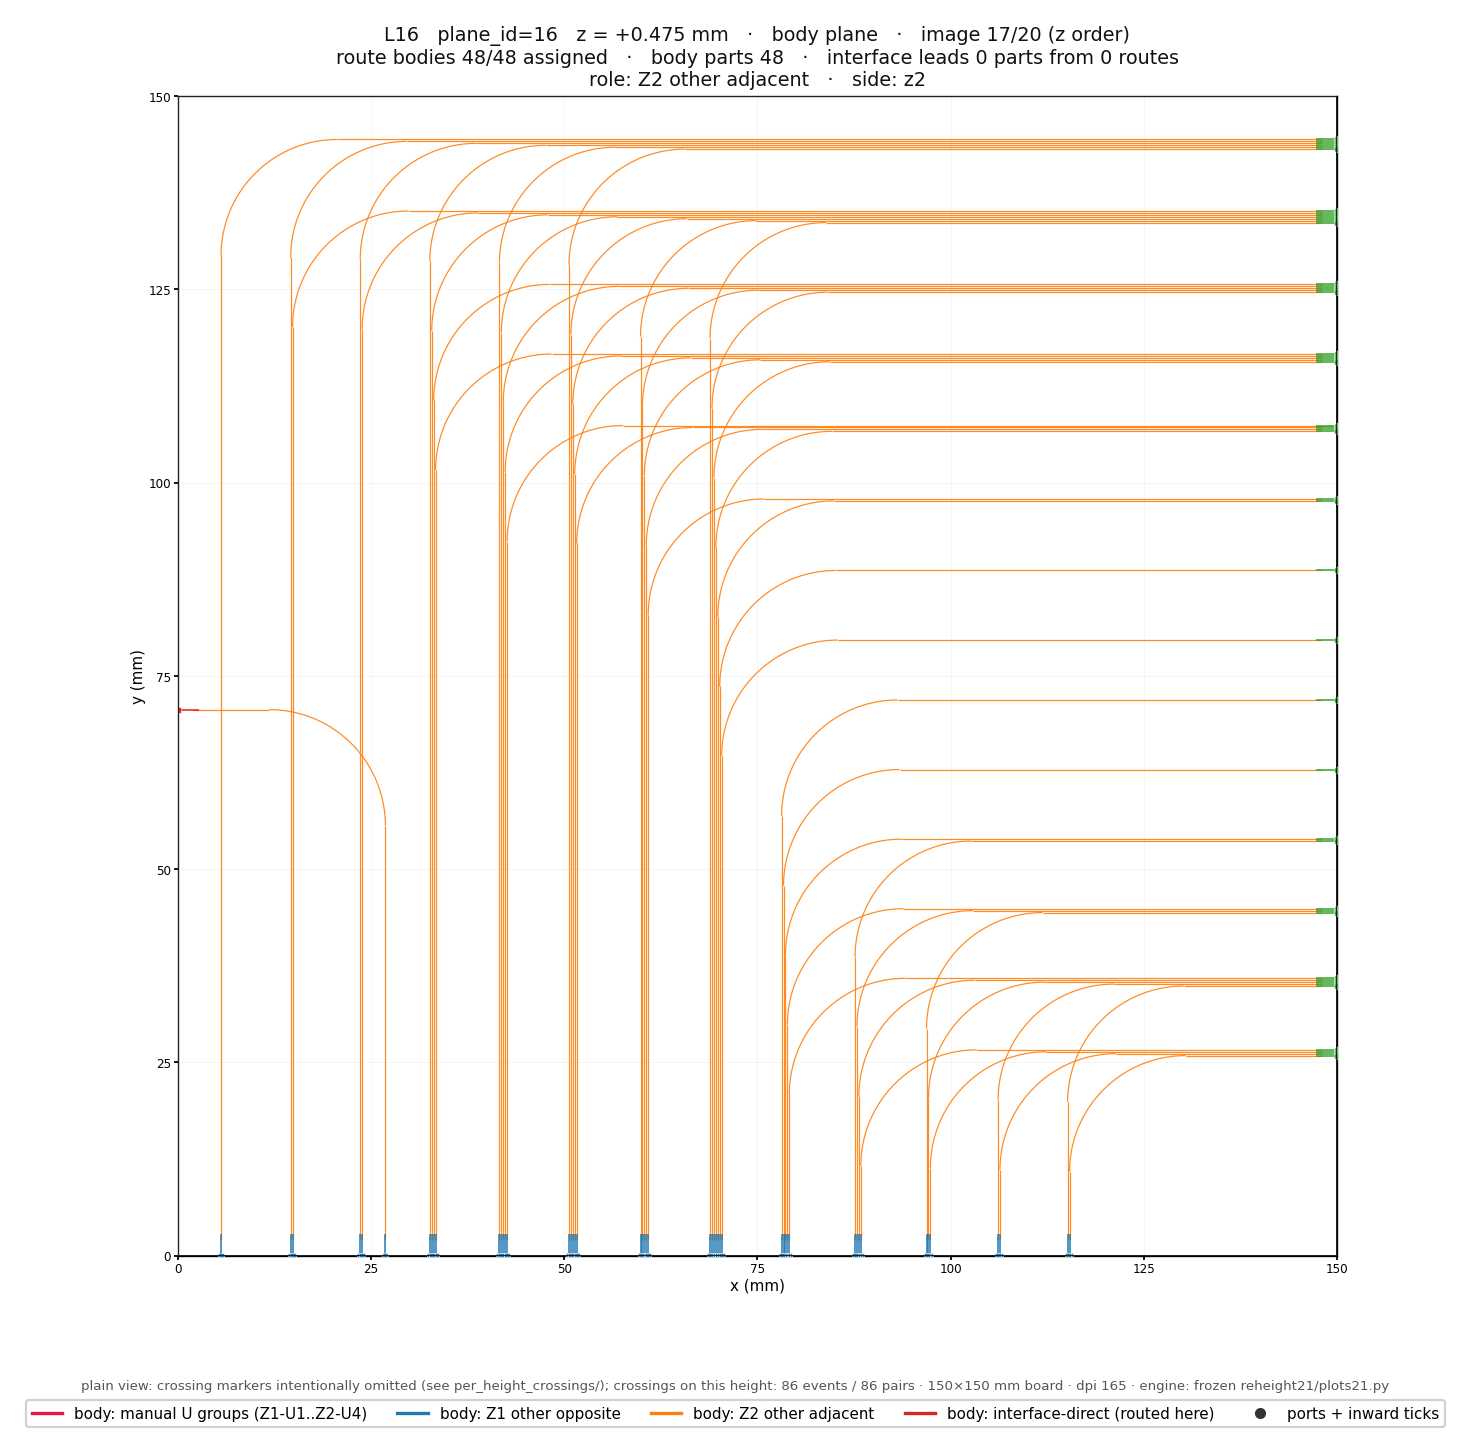 L16   plane_id=16   z = +0.475 mm   ·   body plane   ·   image 17/20 (z order)
route bodies 48/48 assigned   ·   body parts 48   ·   interface leads 0 parts from 0 routes
role: Z2 other adjacent   ·   side: z2
150
125
100
75
50
25
0
y (mm)
0 25 50 75 100 125 150
x (mm)
plain view: crossing markers intentionally omitted (see per_height_crossings/); crossings on this height: 86 events / 86 pairs · 150×150 mm board · dpi 165 · engine: frozen reheight21/plots21.py
body: manual U groups (Z1-U1..Z2-U4) body: Z1 other opposite body: Z2 other adjacent body: interface-direct (routed here) ports + inward ticks